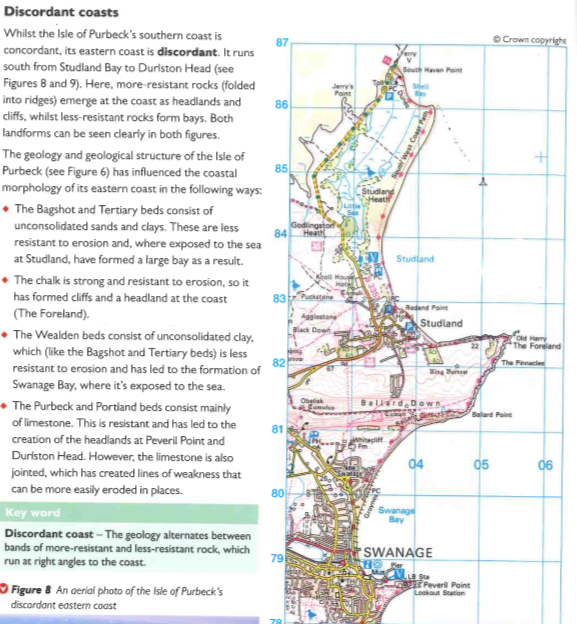 Discordant coasts
Whilst the Isle of Purbeck's southern coast is
concordant, its eastern coast is discordant. It runs
south from Studland Bay to Durlston Head (see
Figures 8 and 9). Here, more-resistant rocks (folded
into ridges) emerge at the coast as headlands and
cliffs, whilst less-resistant rocks form bays. Both
landforms can be seen clearly in both figures.
The geology and geological structure of the Isle of
Purbeck (see Figure 6) has influenced the coastal
morphology of its eastern coast in the following ways:
The Bagshot and Tertiary beds consist of
unconsolidated sands and clays. These are less
resistant to erosion and, where exposed to the sea
at Studland, have formed a large bay as a result.
The chalk is strong and resistant to erosion, so it
has formed cliffs and a headland at the coast
(The Foreland).
The Wealden beds consist of unconsolidated clay,
which (like the Bagshot and Tertiary beds) is less
resistant to erosion and has led to the formation of
Swanage Bay, where it's exposed to the sea.
The Purbeck and Portland beds consist mainly
of limestone. This is resistant and has led to the
creation of the headlands at Peveril Point and
Durlston Head. However, the limestone is also
jointed, which has created lines of weakness that
can be more easily eroded in places.
Key word
Discordant coast – The geology alternates between
bands of more-resistant and less-resistant rock, which
run at right angles to the coast.
Figure 8 An aerial photo of the Isle of Purbeck's
discordant eastern coast
© Crown copyright
87
Ferry
V
South Haven Point
Jerry's
Point
Shell
Bay
86
South West Coast Path
85
Studland
Heath
Little
Sea
Godlingston
Heath
84
Studland
Knoll House
Hotel
83
Puckstone
Agglestone
Redend Point
Black Down
Studland
Old Harry
The Foreland
22
The Pinnacles
82
King Barrow
67
Obelisk
Tumulus
Ballard Down
Ballard Point
81
Whitecliff
Fm
04
05
06
80
PC
Swanage
Bay
SWANAGE
79
Pier
Mus
LB Sta
Peveril Point
Lookout Station
78